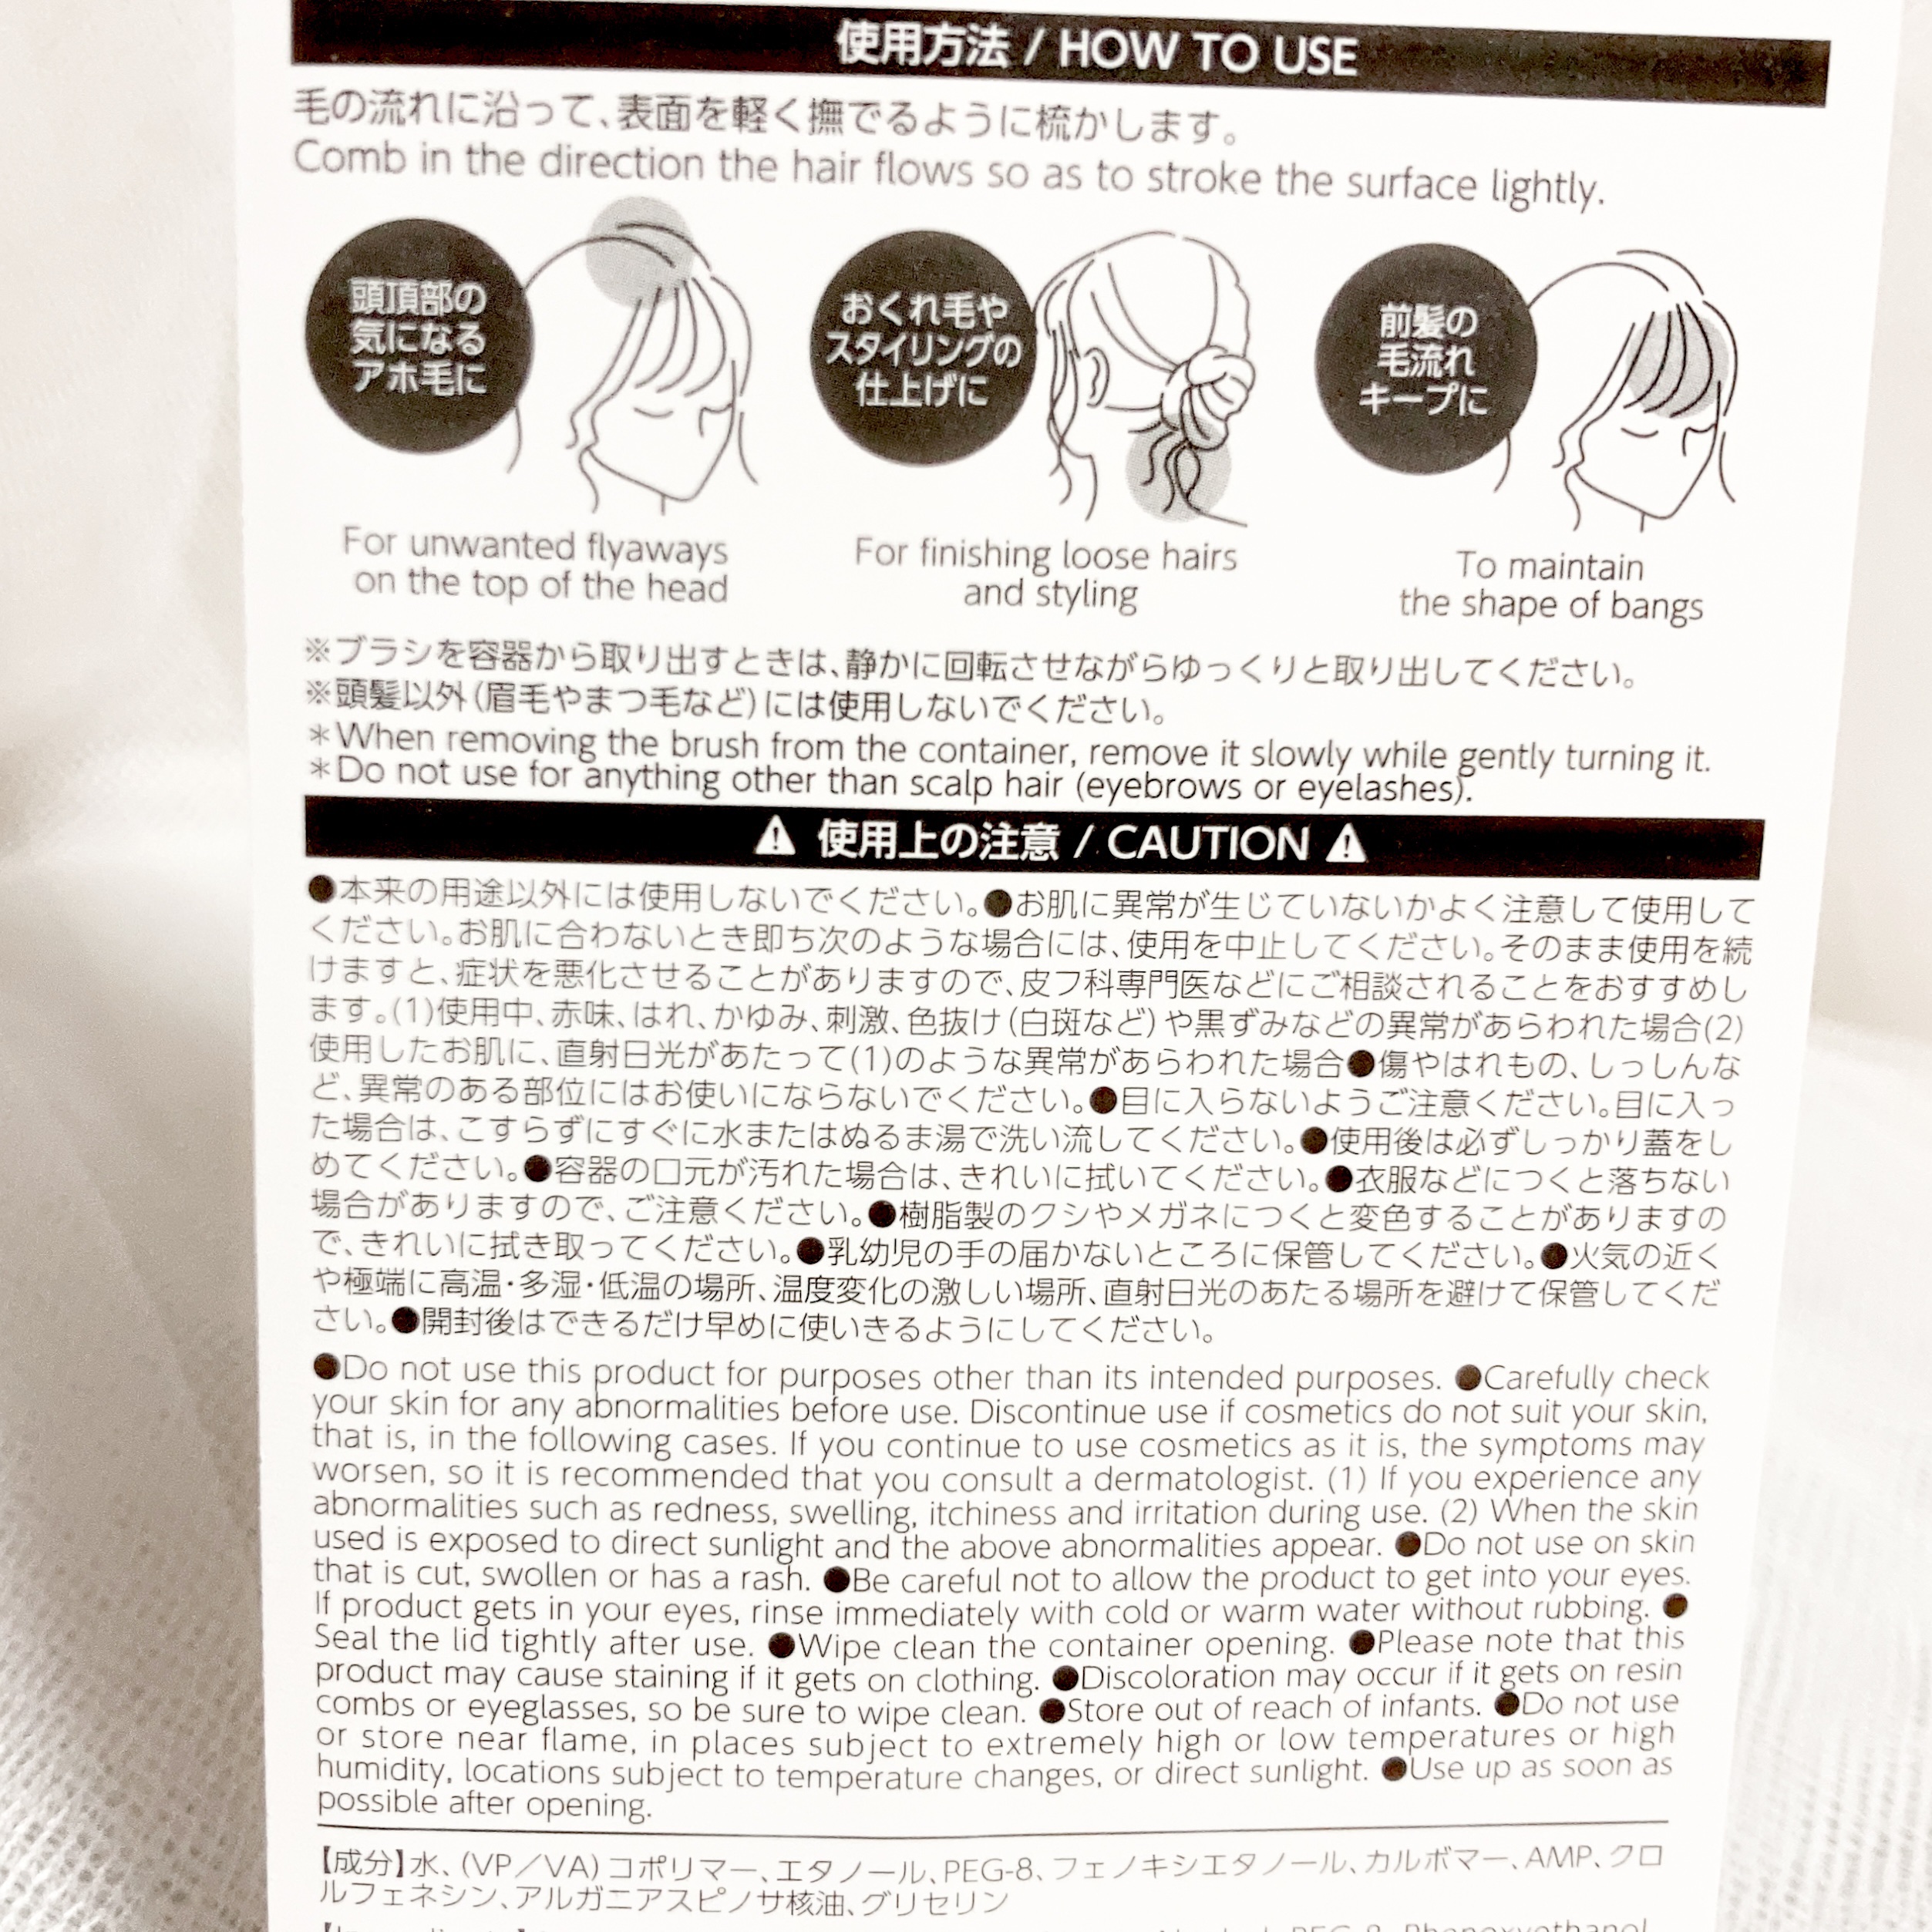 使用方法 / HOW TO USE
毛の流れに沿って、表面を軽く撫でるように梳かします。
Comb in the direction the hair flows so as to stroke the surface lightly.
頭頂部の
気になる
アホ毛に
For unwanted flyaways
on the top of the head
おくれ毛や
スタイリングの
仕上げに
For finishing loose hairs
and styling
前髪の
毛流れ
キープに
To maintain
the shape of bangs
※ブラシを容器から取り出すときは、静かに回転させながらゆっくりと取り出してください。
※頭髪以外(眉毛やまつ毛など)には使用しないでください。
*When removing the brush from the container, remove it slowly while gently turning it.
*Do not use for anything other than scalp hair (eyebrows or eyelashes).
⚠ 使用上の注意 / CAUTION ⚠
●本来の用途以外には使用しないでください。●お肌に異常が生じていないかよく注意して使用して
ください。お肌に合わないとき即ち次のような場合には、使用を中止してください。そのまま使用を続
けますと、症状を悪化させることがありますので、皮フ科専門医などにご相談されることをおすすめし
ます。(1)使用中、赤味、はれ、かゆみ、刺激、色抜け(白斑など)や黒ずみなどの異常があらわれた場合(2)
使用したお肌に、直射日光があたって(1)のような異常があらわれた場合●傷やはれもの、しっしんな
ど、異常のある部位にはお使いにならないでください。●目に入らないようご注意ください。目に入っ
た場合は、こすらずにすぐに水またはぬるま湯で洗い流してください。●使用後は必ずしっかり蓋をし
めてください。●容器の口元が汚れた場合は、きれいに拭いてください。●衣服などにつくと落ちない
場合がありますので、ご注意ください。●樹脂製のクシやメガネにつくと変色することがありますの
で、きれいに拭き取ってください。●乳幼児の手の届かないところに保管してください。●火気の近く
や極端に高温・多湿・低温の場所、温度変化の激しい場所、直射日光のあたる場所を避けて保管してくだ
さい。●開封後はできるだけ早めに使いきるようにしてください。
●Do not use this product for purposes other than its intended purposes. ●Carefully check
your skin for any abnormalities before use. Discontinue use if cosmetics do not suit your skin,
that is, in the following cases. If you continue to use cosmetics as it is, the symptoms may
worsen, so it is recommended that you consult a dermatologist. (1) If you experience any
abnormalities such as redness, swelling, itchiness and irritation during use. (2) When the skin
used is exposed to direct sunlight and the above abnormalities appear. ●Do not use on skin
that is cut, swollen or has a rash. ●Be careful not to allow the product to get into your eyes.
If product gets in your eyes, rinse immediately with cold or warm water without rubbing. ●
Seal the lid tightly after use. ●Wipe clean the container opening. ●Please note that this
product may cause staining if it gets on clothing. ●Discoloration may occur if it gets on resin
combs or eyeglasses, so be sure to wipe clean. ●Store out of reach of infants. ●Do not use
or store near flame, in places subject to extremely high or low temperatures or high
humidity, locations subject to temperature changes, or direct sunlight. ●Use up as soon as
possible after opening.
【成分】水、(VP/VA)コポリマー、エタノール、PEG-8、フェノキシエタノール、カルボマー、AMP、クロ
ルフェネシン、アルガニアスピノサ核油、グリセリン
PEG-8, Phenoxyethanol,